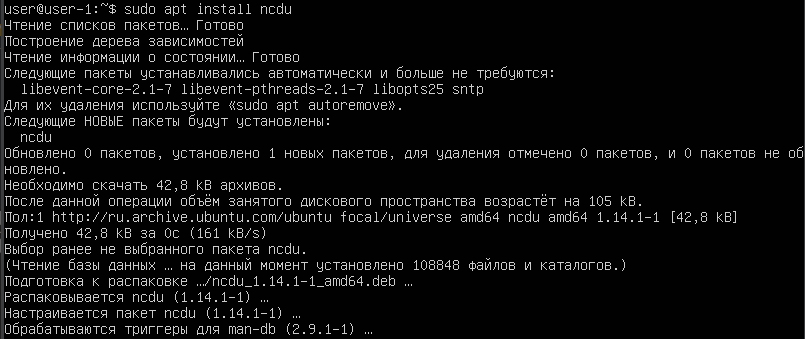 user@user-1:~$ sudo apt install ncdu
Чтение списков пакетов… Готово
Построение дерева зависимостей
Чтение информации о состоянии… Готово
Следующие пакеты устанавливались автоматически и больше не требуются:
  libevent-core-2.1-7 libevent-pthreads-2.1-7 libopts25 sntp
Для их удаления используйте «sudo apt autoremove».
Следующие НОВЫЕ пакеты будут установлены:
  ncdu
Обновлено 0 пакетов, установлено 1 новых пакетов, для удаления отмечено 0 пакетов, и 0 пакетов не об
новлено.
Необходимо скачать 42,8 kB архивов.
После данной операции объём занятого дискового пространства возрастёт на 105 kB.
Пол:1 http://ru.archive.ubuntu.com/ubuntu focal/universe amd64 ncdu amd64 1.14.1-1 [42,8 kB]
Получено 42,8 kB за 0с (161 kB/s)
Выбор ранее не выбранного пакета ncdu.
(Чтение базы данных … на данный момент установлено 108848 файлов и каталогов.)
Подготовка к распаковке …/ncdu_1.14.1-1_amd64.deb …
Распаковывается ncdu (1.14.1-1) …
Настраивается пакет ncdu (1.14.1-1) …
Обрабатываются триггеры для man-db (2.9.1-1) …